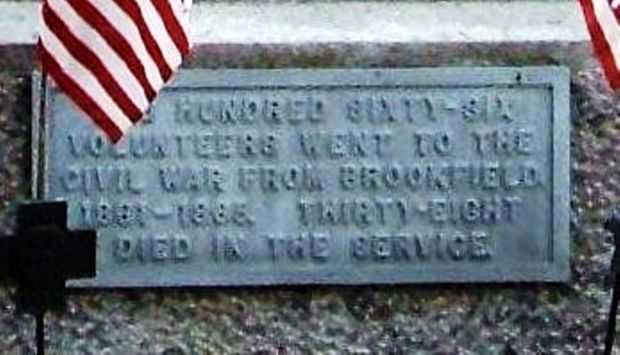 HUNDRED SIXTY-SIX
VOLUNTEERS WENT TO THE
CIVIL WAR FROM BROOKFIELD.
1861-1865. THIRTY-EIGHT
DIED IN THE SERVICE.